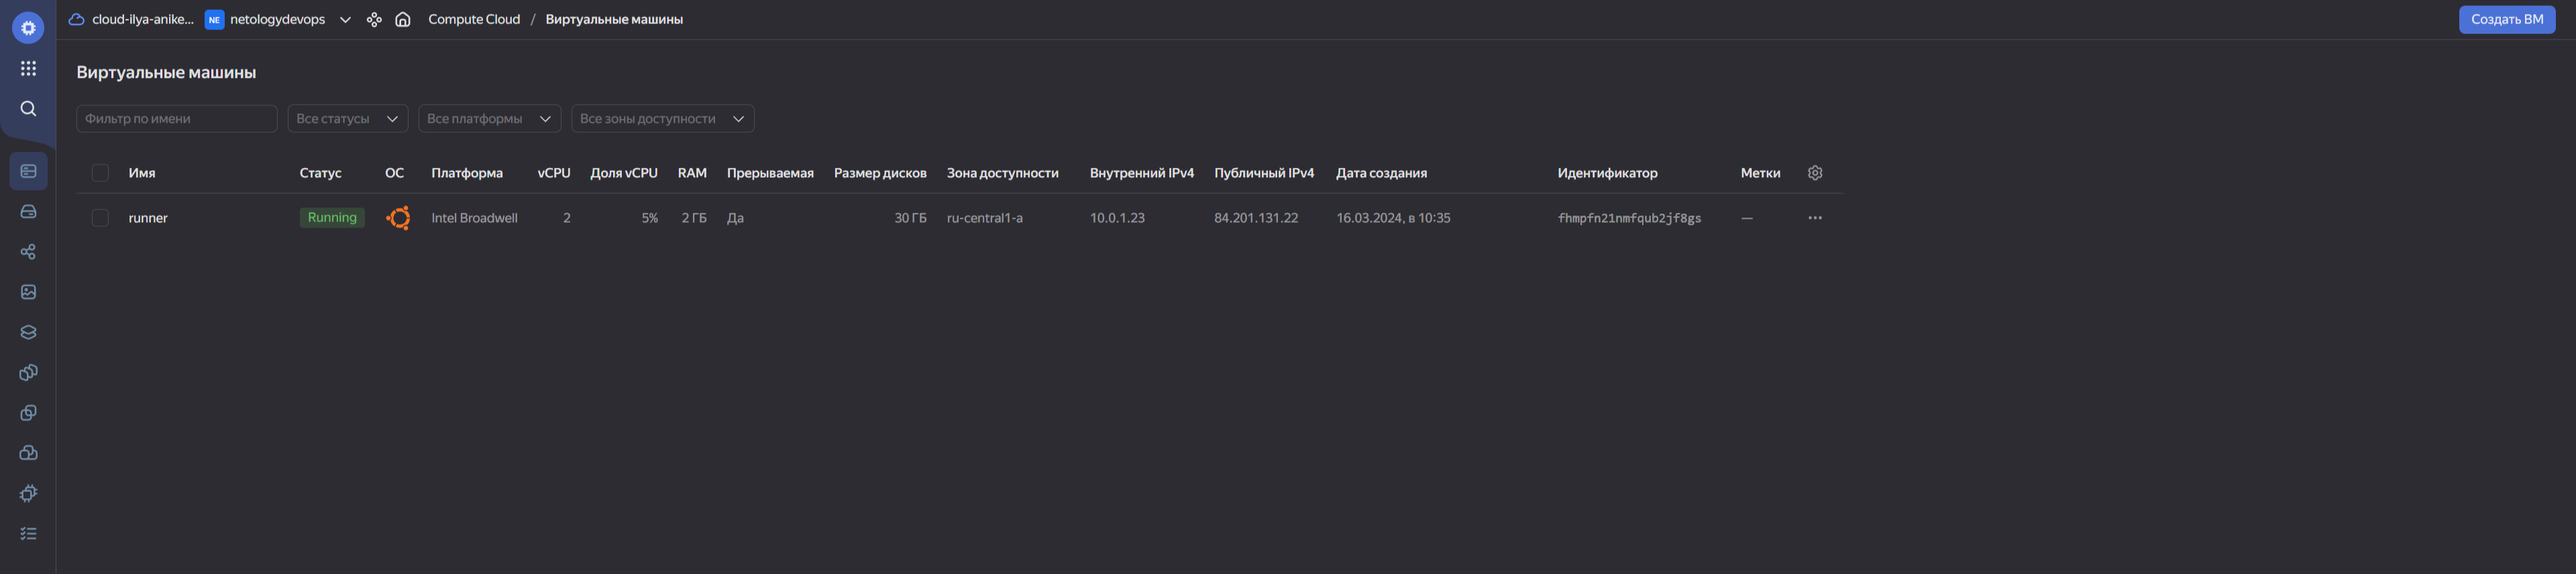 cloud-ilya-anike... NE netologydevops Compute Cloud / Виртуальные машины Создать ВМ
Виртуальные машины
Фильтр по имени Все статусы Все платформы Все зоны доступности
Имя Статус ОС Платформа vCPU Доля vCPU RAM Прерываемая Размер дисков Зона доступности Внутренний IPv4 Публичный IPv4 Дата создания Идентификатор Метки
runner Running Intel Broadwell 2 5% 2 ГБ Да 30 ГБ ru-central1-a 10.0.1.23 84.201.131.22 16.03.2024, в 10:35 fhmpfn21nmfqub2jf8gs —